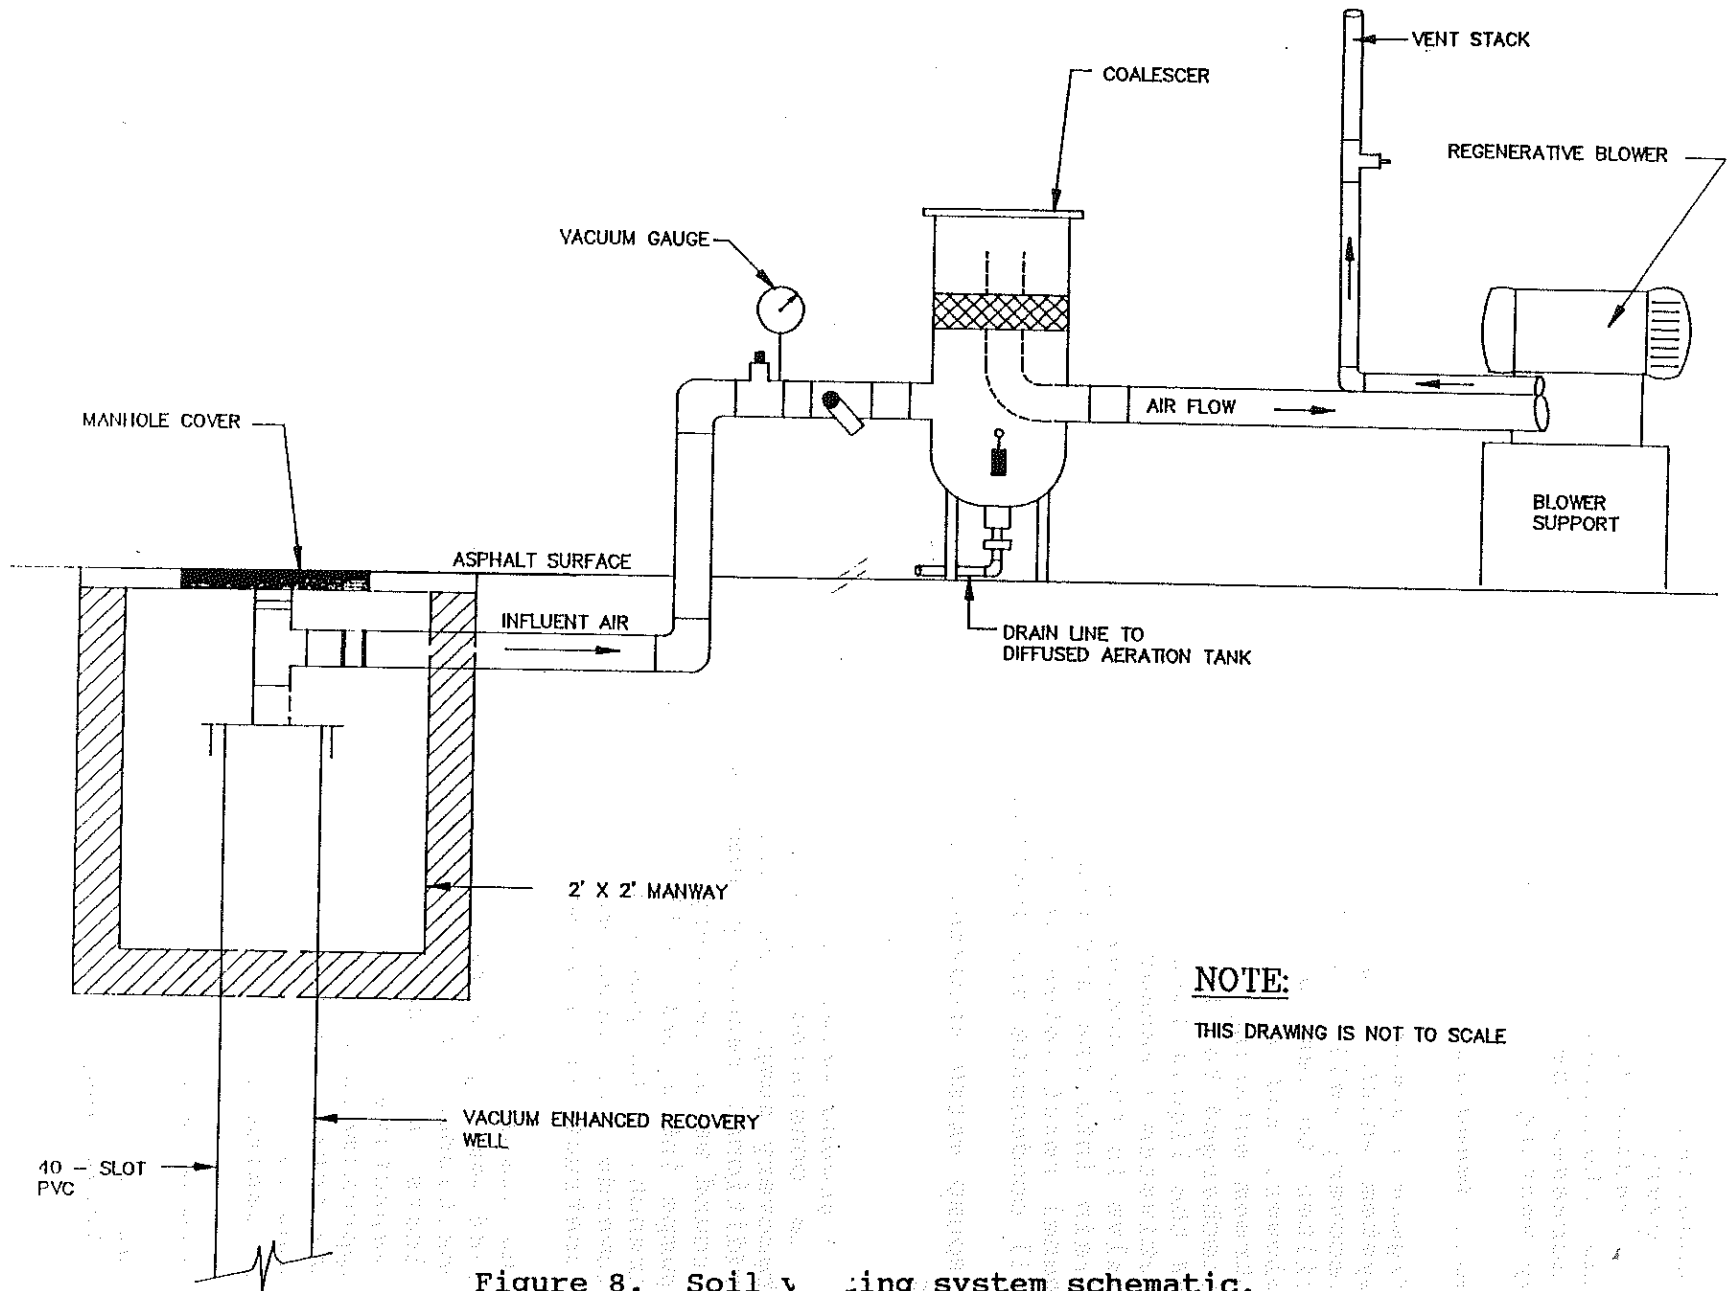 VENT STACK
COALESCER
REGENERATIVE BLOWER
VACUUM GAUGE
MANHOLE COVER
AIR FLOW
BLOWER
SUPPORT
ASPHALT SURFACE
INFLUENT AIR
DRAIN LINE TO
DIFFUSED AERATION TANK
2' X 2' MANWAY
NOTE:
THIS DRAWING IS NOT TO SCALE
VACUUM ENHANCED RECOVERY
WELL
40 - SLOT
PVC
Figure 8. Soil system schematic.